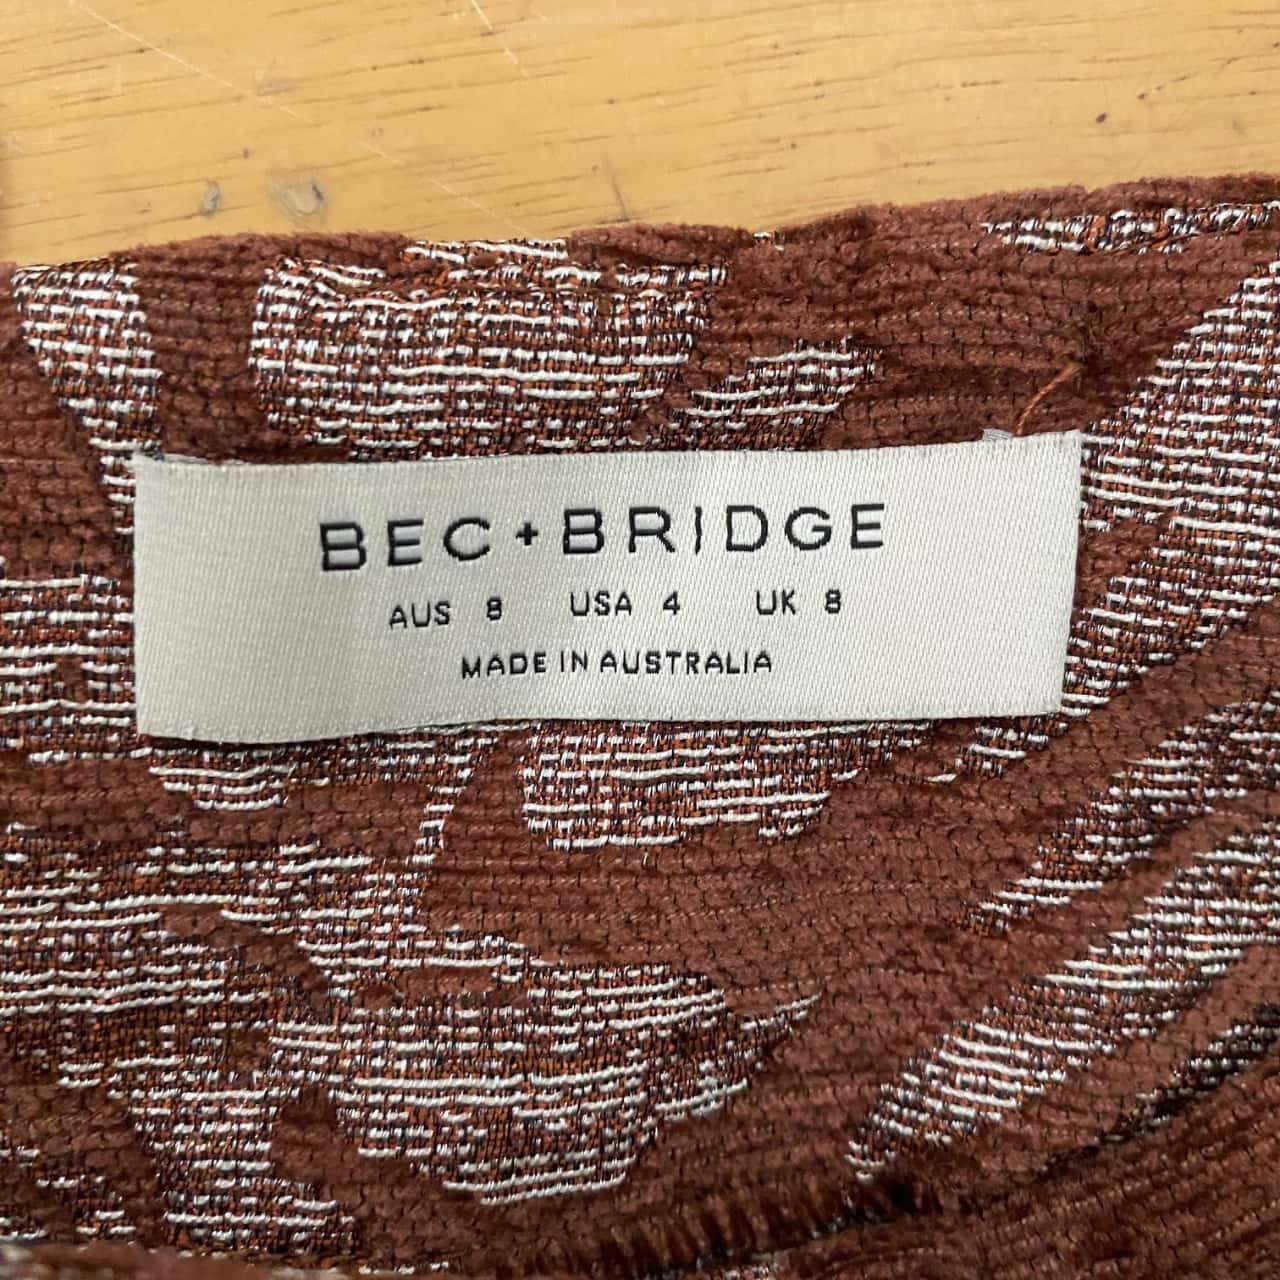 BEC+BRIDGE
AUS 8 USA 4 UK 8
MADE IN AUSTRALIA